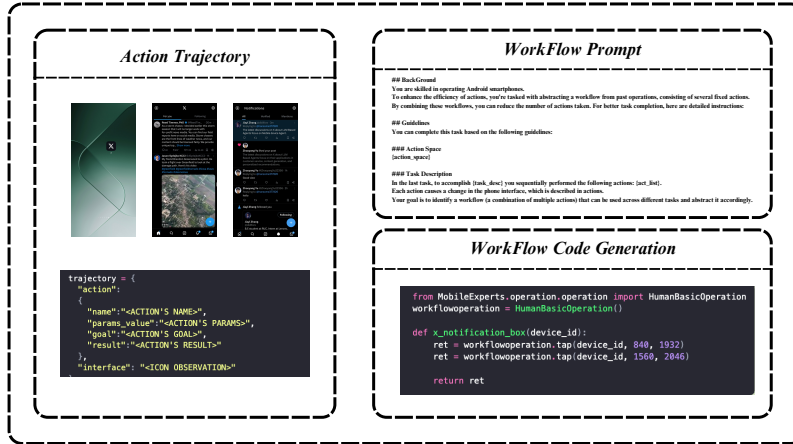 Action Trajectory
trajectory = {
"action":
{
"name":"<ACTION'S NAME>",
"params_value":"<ACTION'S PARAMS>",
"goal":"<ACTION'S GOAL>",
"result":"<ACTION'S RESULT>"
},
"interface": "<ICON OBSERVATION>"
WorkFlow Prompt
## BackGround
You are skilled in operating Android smartphones.
To enhance the efficiency of actions, you're tasked with abstracting a workflow from past operations, consisting of several fixed actions.
By combining these workflows, you can reduce the number of actions taken. For better task completion, here are detailed instructions:
## Guidelines
You can complete this task based on the following guidelines:
### Action Space
{action_space}
### Task Description
In the last task, to accomplish {task_desc} you sequentially performed the following actions: {act_list}.
Each action causes a change in the phone interface, which is described in actions.
Your goal is to identify a workflow (a combination of multiple actions) that can be used across different tasks and abstract it accordingly.
WorkFlow Code Generation
from MobileExperts.operation.operation import HumanBasicOperation
workflowoperation = HumanBasicOperation()
def x_notification_box(device_id):
ret = workflowoperation.tap(device_id, 840, 1932)
ret = workflowoperation.tap(device_id, 1560, 2046)
return ret